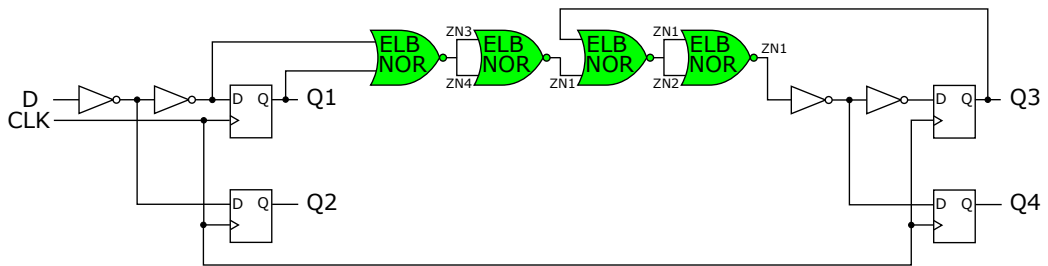 ELB NOR
ZN3
ZN4
ELB NOR
ZN1
ELB NOR
ZN1
ZN2
ELB NOR
ZN1
D
CLK
D Q
Q1
D Q
Q3
D Q
Q2
D Q
Q4